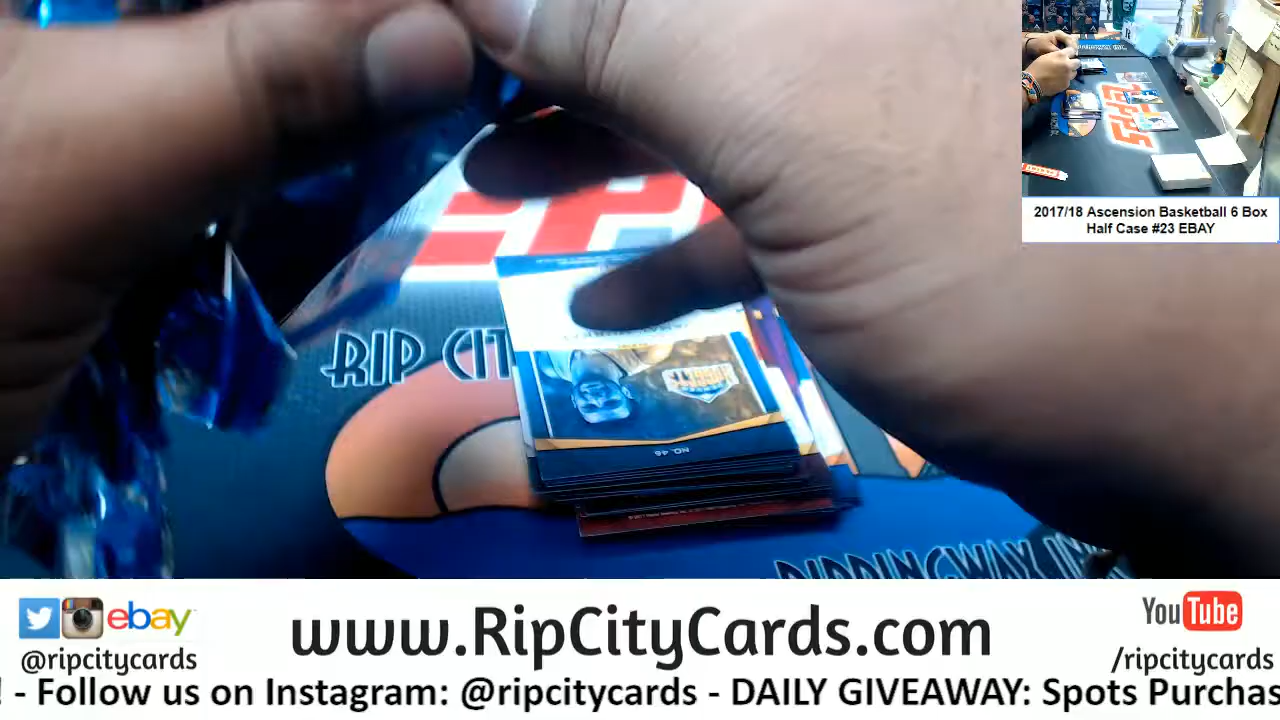 2017/18 Ascension Basketball 6 Box
Half Case #23 EBAY
RIP CIT
NO. 46
ebay
www.RipCityCards.com
YouTube
@ripcitycards
/ripcitycards
! - Follow us on Instagram: @ripcitycards - DAILY GIVEAWAY: Spots Purchas